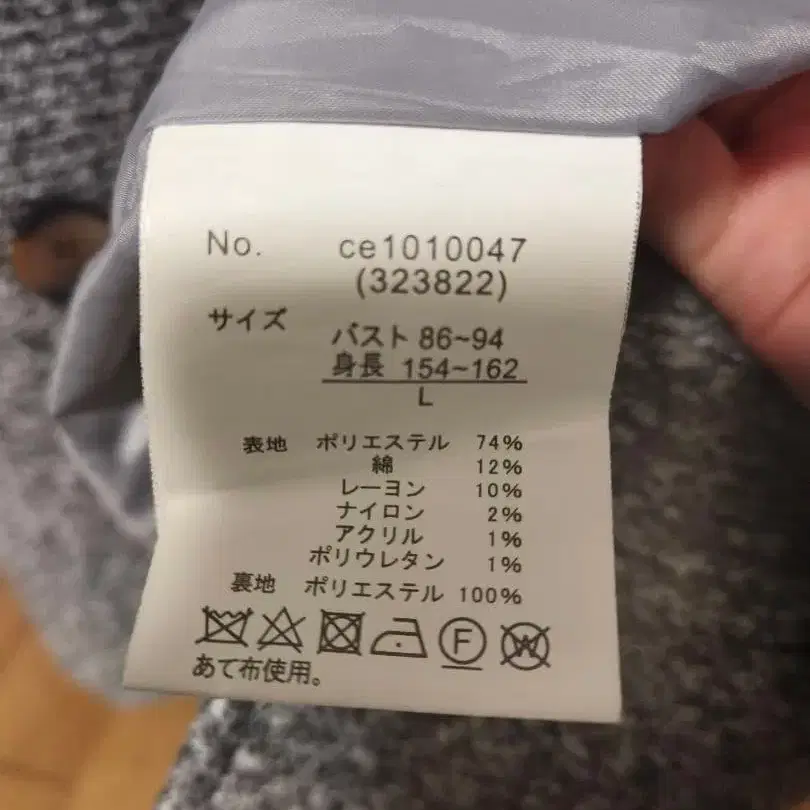 No. ce1010047
(323822)
サイズ バスト 86~94
身長 154~162
L
表地 ポリエステル 74%
綿 12%
レーヨン 10%
ナイロン 2%
アクリル 1%
ポリウレタン 1%
裏地 ポリエステル 100%
F W
あて布使用。